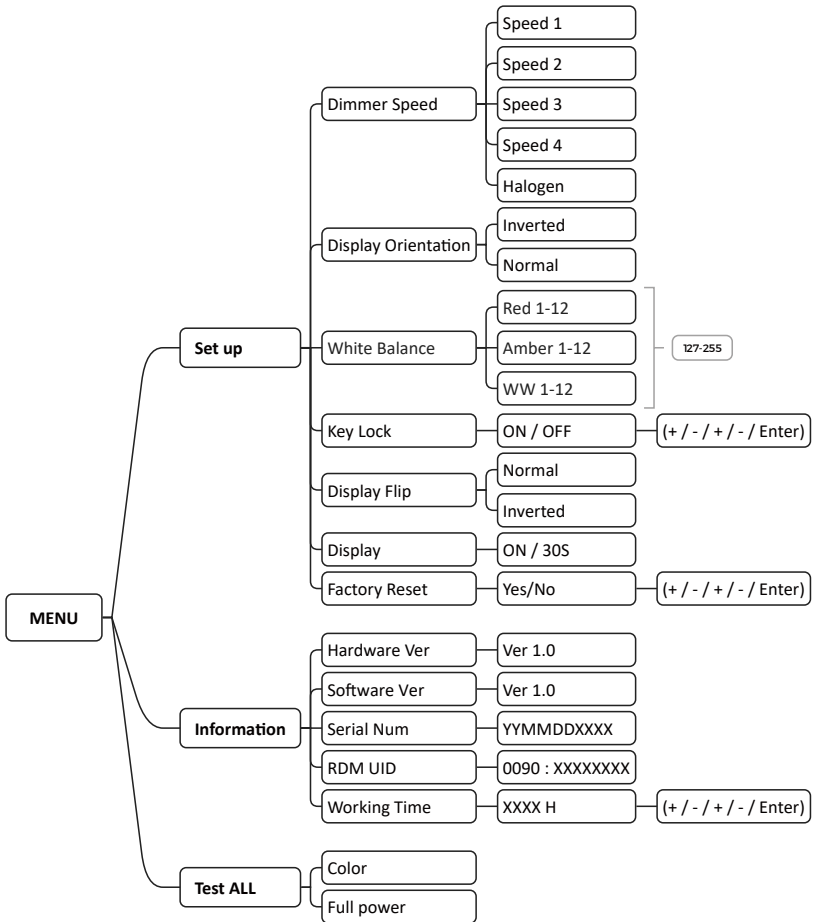 Speed 1
Speed 2
Dimmer Speed
Speed 3
Speed 4
Halogen
Display Orientation
Inverted
Normal
Set up
White Balance
Red 1-12
Amber 1-12
WW 1-12
127-255
Key Lock
ON / OFF
(+ / - / + / - / Enter)
Display Flip
Normal
Inverted
Display
ON / 30S
Factory Reset
Yes/No
(+ / - / + / - / Enter)
MENU
Hardware Ver
Ver 1.0
Software Ver
Ver 1.0
Information
Serial Num
YYMMDDXXXX
RDM UID
0090 : XXXXXXXX
Working Time
XXXX H
(+ / - / + / - / Enter)
Test ALL
Color
Full power